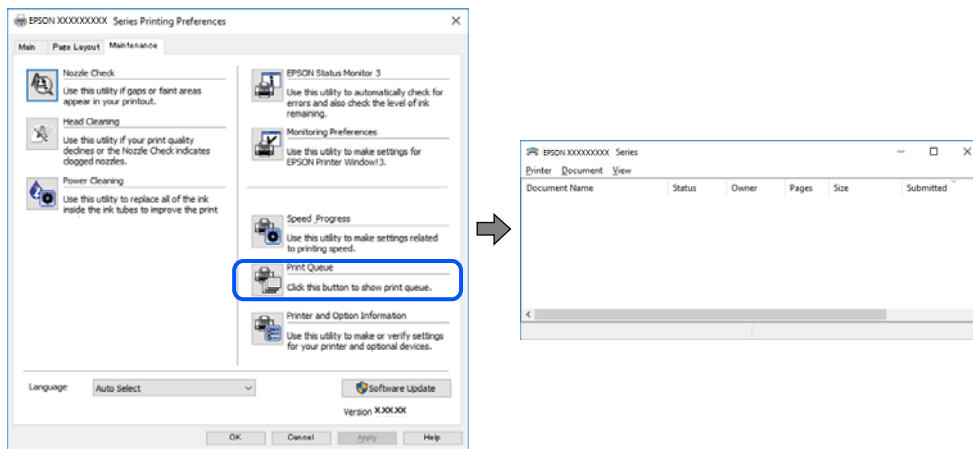 EPSON XXXXXXXXX Series Printing Preferences
Main Page Layout Maintenance
Nozzle Check
Use this utility if gaps or faint areas
appear in your printout.
Head Cleaning
Use this utility if your print quality
declines or the Nozzle Check indicates
clogged nozzles.
Power Cleaning
Use this utility to replace all of the ink
inside the ink tubes to improve the print
EPSON Status Monitor 3
Use this utility to automatically check for
errors and also check the level of ink
remaining.
Monitoring Preferences
Use this utility to make settings for
EPSON Printer Window!3.
Speed_Progress
Use this utility to make settings related
to printing speed.
Print Queue
Click this button to show print queue.
Printer and Option Information
Use this utility to make or verify settings
for your printer and optional devices.
Language Auto Select
Software Update
Version X.XX.XX
OK Cancel Apply Help
EPSON XXXXXXXXX Series
Printer Document View
Document Name Status Owner Pages Size Submitted